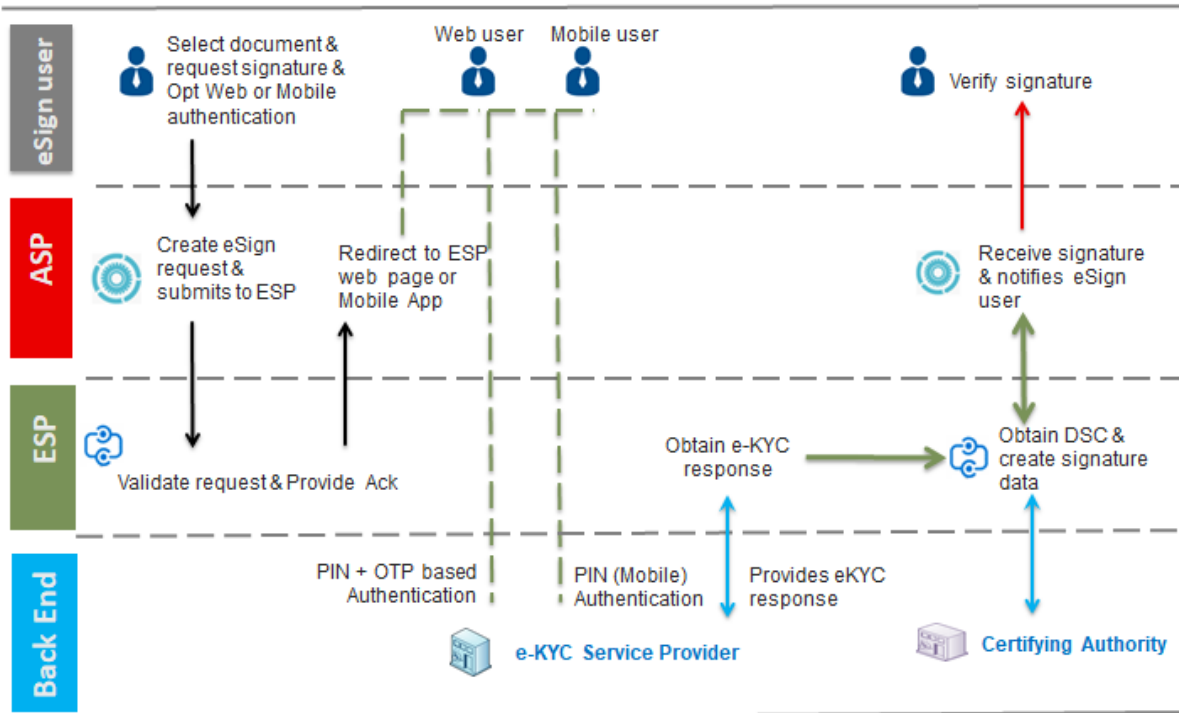 eSign user
Select document &
request signature &
Opt Web or Mobile
authentication
Web user
Mobile user
Verify signature
ASP
Create eSign
request &
submits to ESP
Redirect to ESP
web page or
Mobile App
Receive signature
& notifies eSign
user
ESP
Validate request & Provide Ack
Obtain e-KYC
response
Obtain DSC &
create signature
data
Back End
PIN + OTP based
Authentication
PIN (Mobile)
Authentication
Provides eKYC
response
e-KYC Service Provider
Certifying Authority